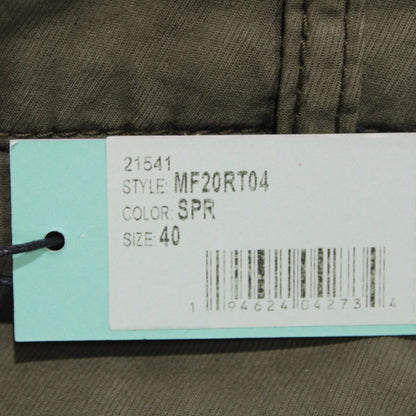 21541
STYLE: MF20RT04
COLOR: SPR
SIZE: 40
1 94624 04273 4